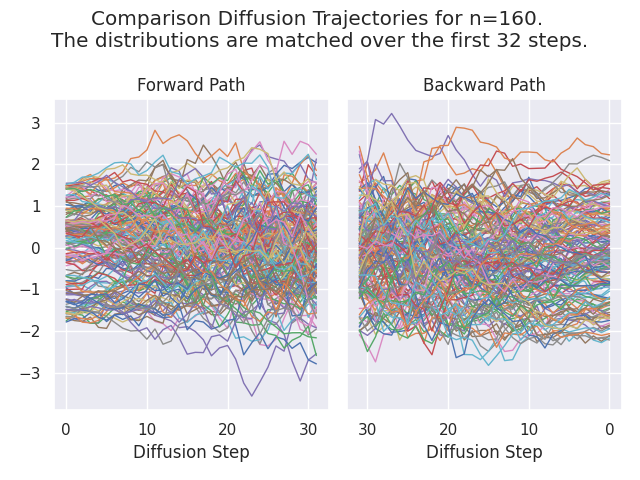 Comparison Diffusion Trajectories for n=160.
The distributions are matched over the first 32 steps.
Forward Path
Backward Path
3
2
1
0
−1
−2
−3
0 10 20 30
30 20 10 0
Diffusion Step
Diffusion Step